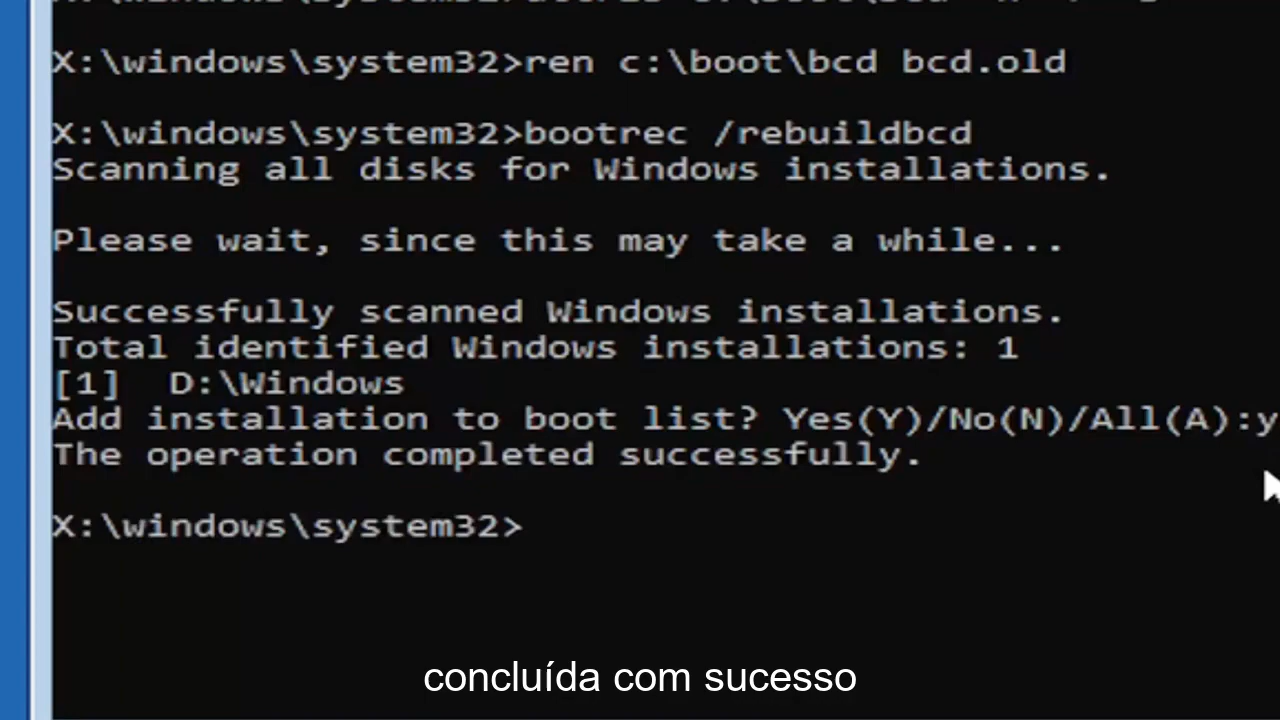 X:\windows\system32>ren c:\boot\bcd bcd.old
X:\windows\system32>bootrec /rebuildbcd
Scanning all disks for Windows installations.
Please wait, since this may take a while...
Successfully scanned Windows installations.
Total identified Windows installations: 1
[1]  D:\Windows
Add installation to boot list? Yes(Y)/No(N)/All(A):y
The operation completed successfully.
X:\windows\system32>
concluída com sucesso